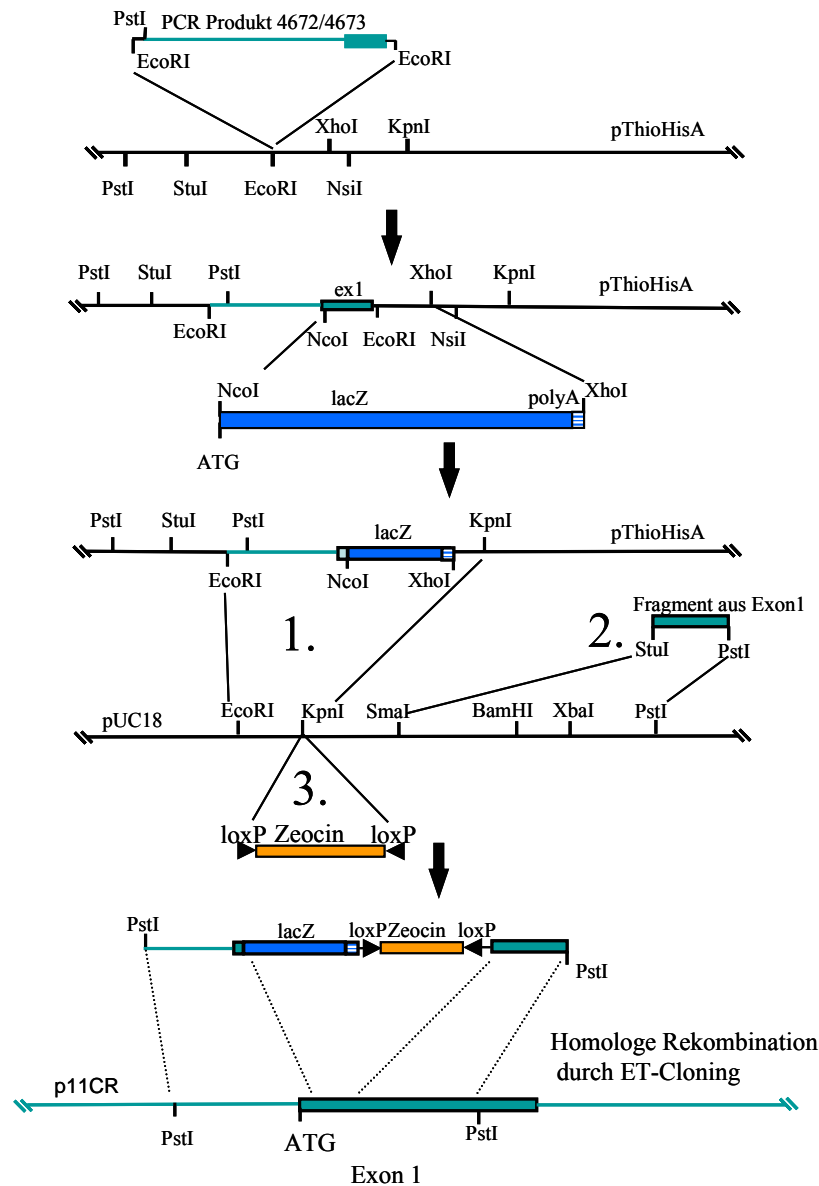 PstI PCR Produkt 4672/4673
EcoRI EcoRI
XhoI KpnI pThioHisA
PstI StuI EcoRI NsiI
PstI StuI PstI ex1 XhoI KpnI pThioHisA
EcoRI NcoI EcoRI NsiI
NcoI lacZ polyA XhoI
ATG
PstI StuI PstI lacZ KpnI pThioHisA
EcoRI NcoI XhoI
Fragment aus Exon1
1. 2. StuI PstI
pUC18 EcoRI KpnI SmaI BamHI XbaI PstI
3.
loxP Zeocin loxP
PstI lacZ loxP Zeocin loxP
PstI
Homologe Rekombination
durch ET-Cloning
p11CR
PstI ATG PstI
Exon 1